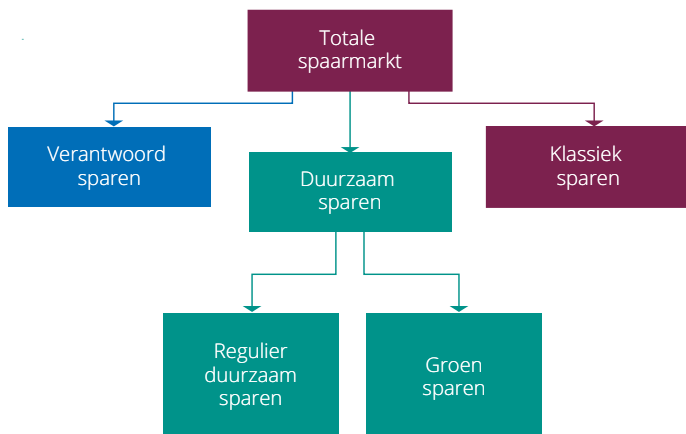 Totale
spaarmarkt
Verantwoord
sparen
Duurzaam
sparen
Klassiek
sparen
Regulier
duurzaam
sparen
Groen
sparen